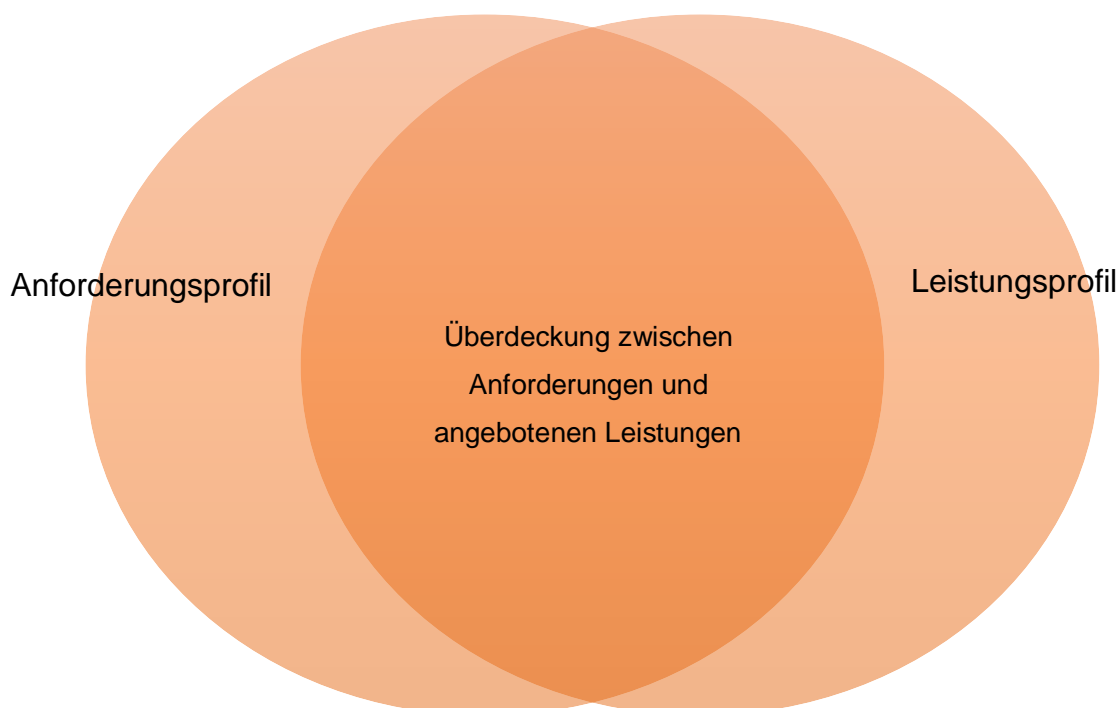 Anforderungsprofil
Leistungsprofil
Überdeckung zwischen
Anforderungen und
angebotenen Leistungen